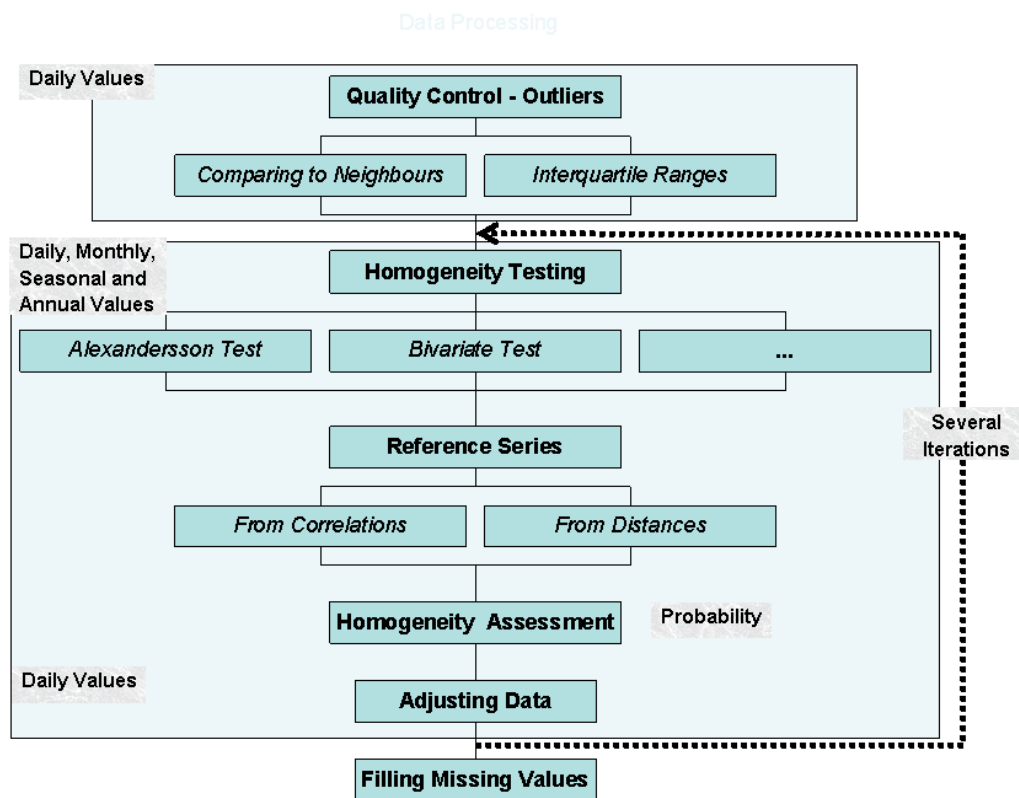 Data Processing
Daily Values
Quality Control - Outliers
Comparing to Neighbours
Interquartile Ranges
Daily, Monthly,
Seasonal and
Annual Values
Homogeneity Testing
Alexandersson Test
Bivariate Test
...
Several
Iterations
Reference Series
From Correlations
From Distances
Homogeneity Assessment
Probability
Daily Values
Adjusting Data
Filling Missing Values